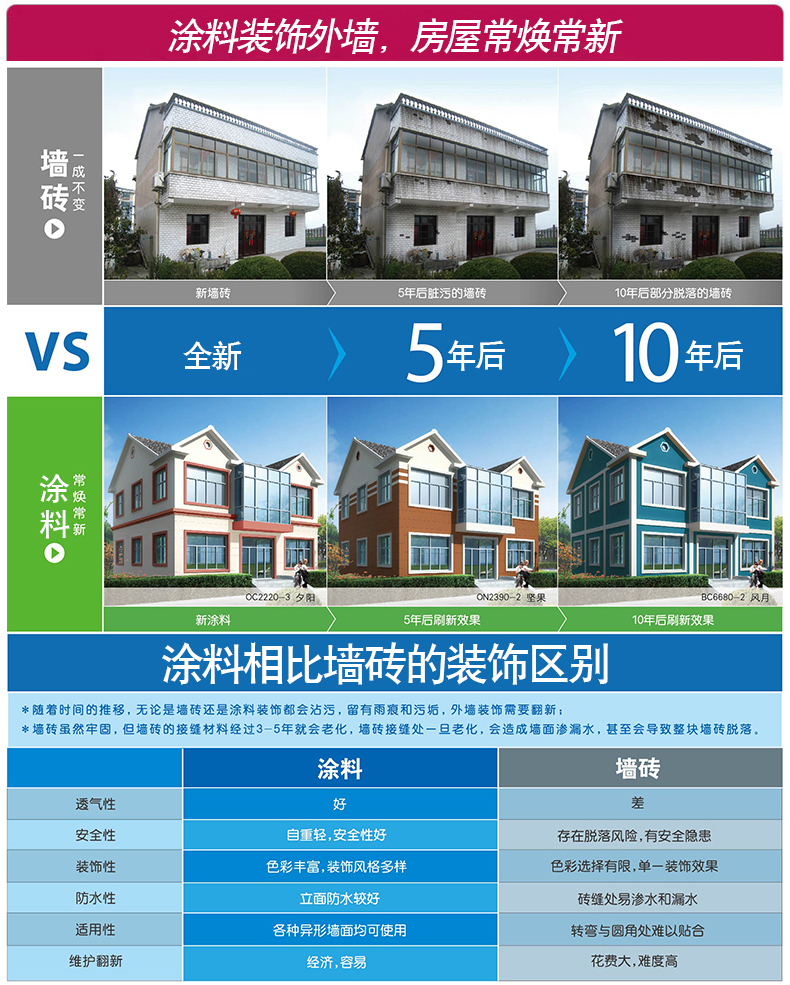 涂料装饰外墙，房屋常焕常新
墙砖
一成不变
新墙砖
5年后脏污的墙砖
10年后部分脱落的墙砖
VS
全新
5年后
10年后
涂料
常焕常新
OC2220-3 夕阳
ON2390-2 坚果
BC6680-2 风月
新涂料
5年后刷新效果
10年后刷新效果
涂料相比墙砖的装饰区别
*随着时间的推移，无论是墙砖还是涂料装饰都会沾污，留有雨痕和污垢，外墙装饰需要翻新；
*墙砖虽然牢固，但墙砖的接缝材料经过3-5年就会老化，墙砖接缝处一旦老化，会造成墙面渗漏水，甚至会导致整块墙砖脱落。
涂料 墙砖
透气性 好 差
安全性 自重轻，安全性好 存在脱落风险，有安全隐患
装饰性 色彩丰富，装饰风格多样 色彩选择有限，单一装饰效果
防水性 立面防水较好 砖缝处易渗水和漏水
适用性 各种异形墙面均可使用 转弯与圆角处难以贴合
维护翻新 经济，容易 花费大，难度高